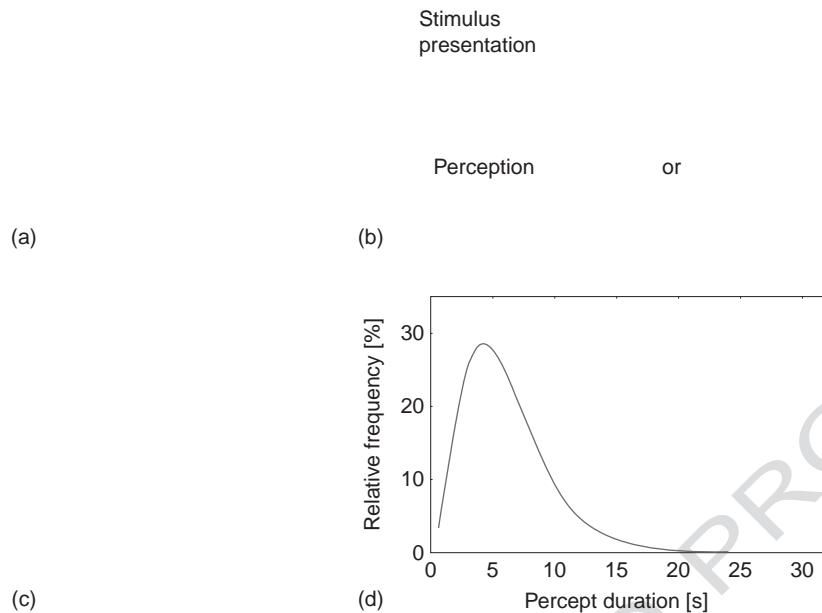 Stimulus
presentation
Perception or
(a) (b)
Relative frequency [%]
30
20
10
0
0 5 10 15 20 25 30
Percept duration [s]
(c) (d)
PRO